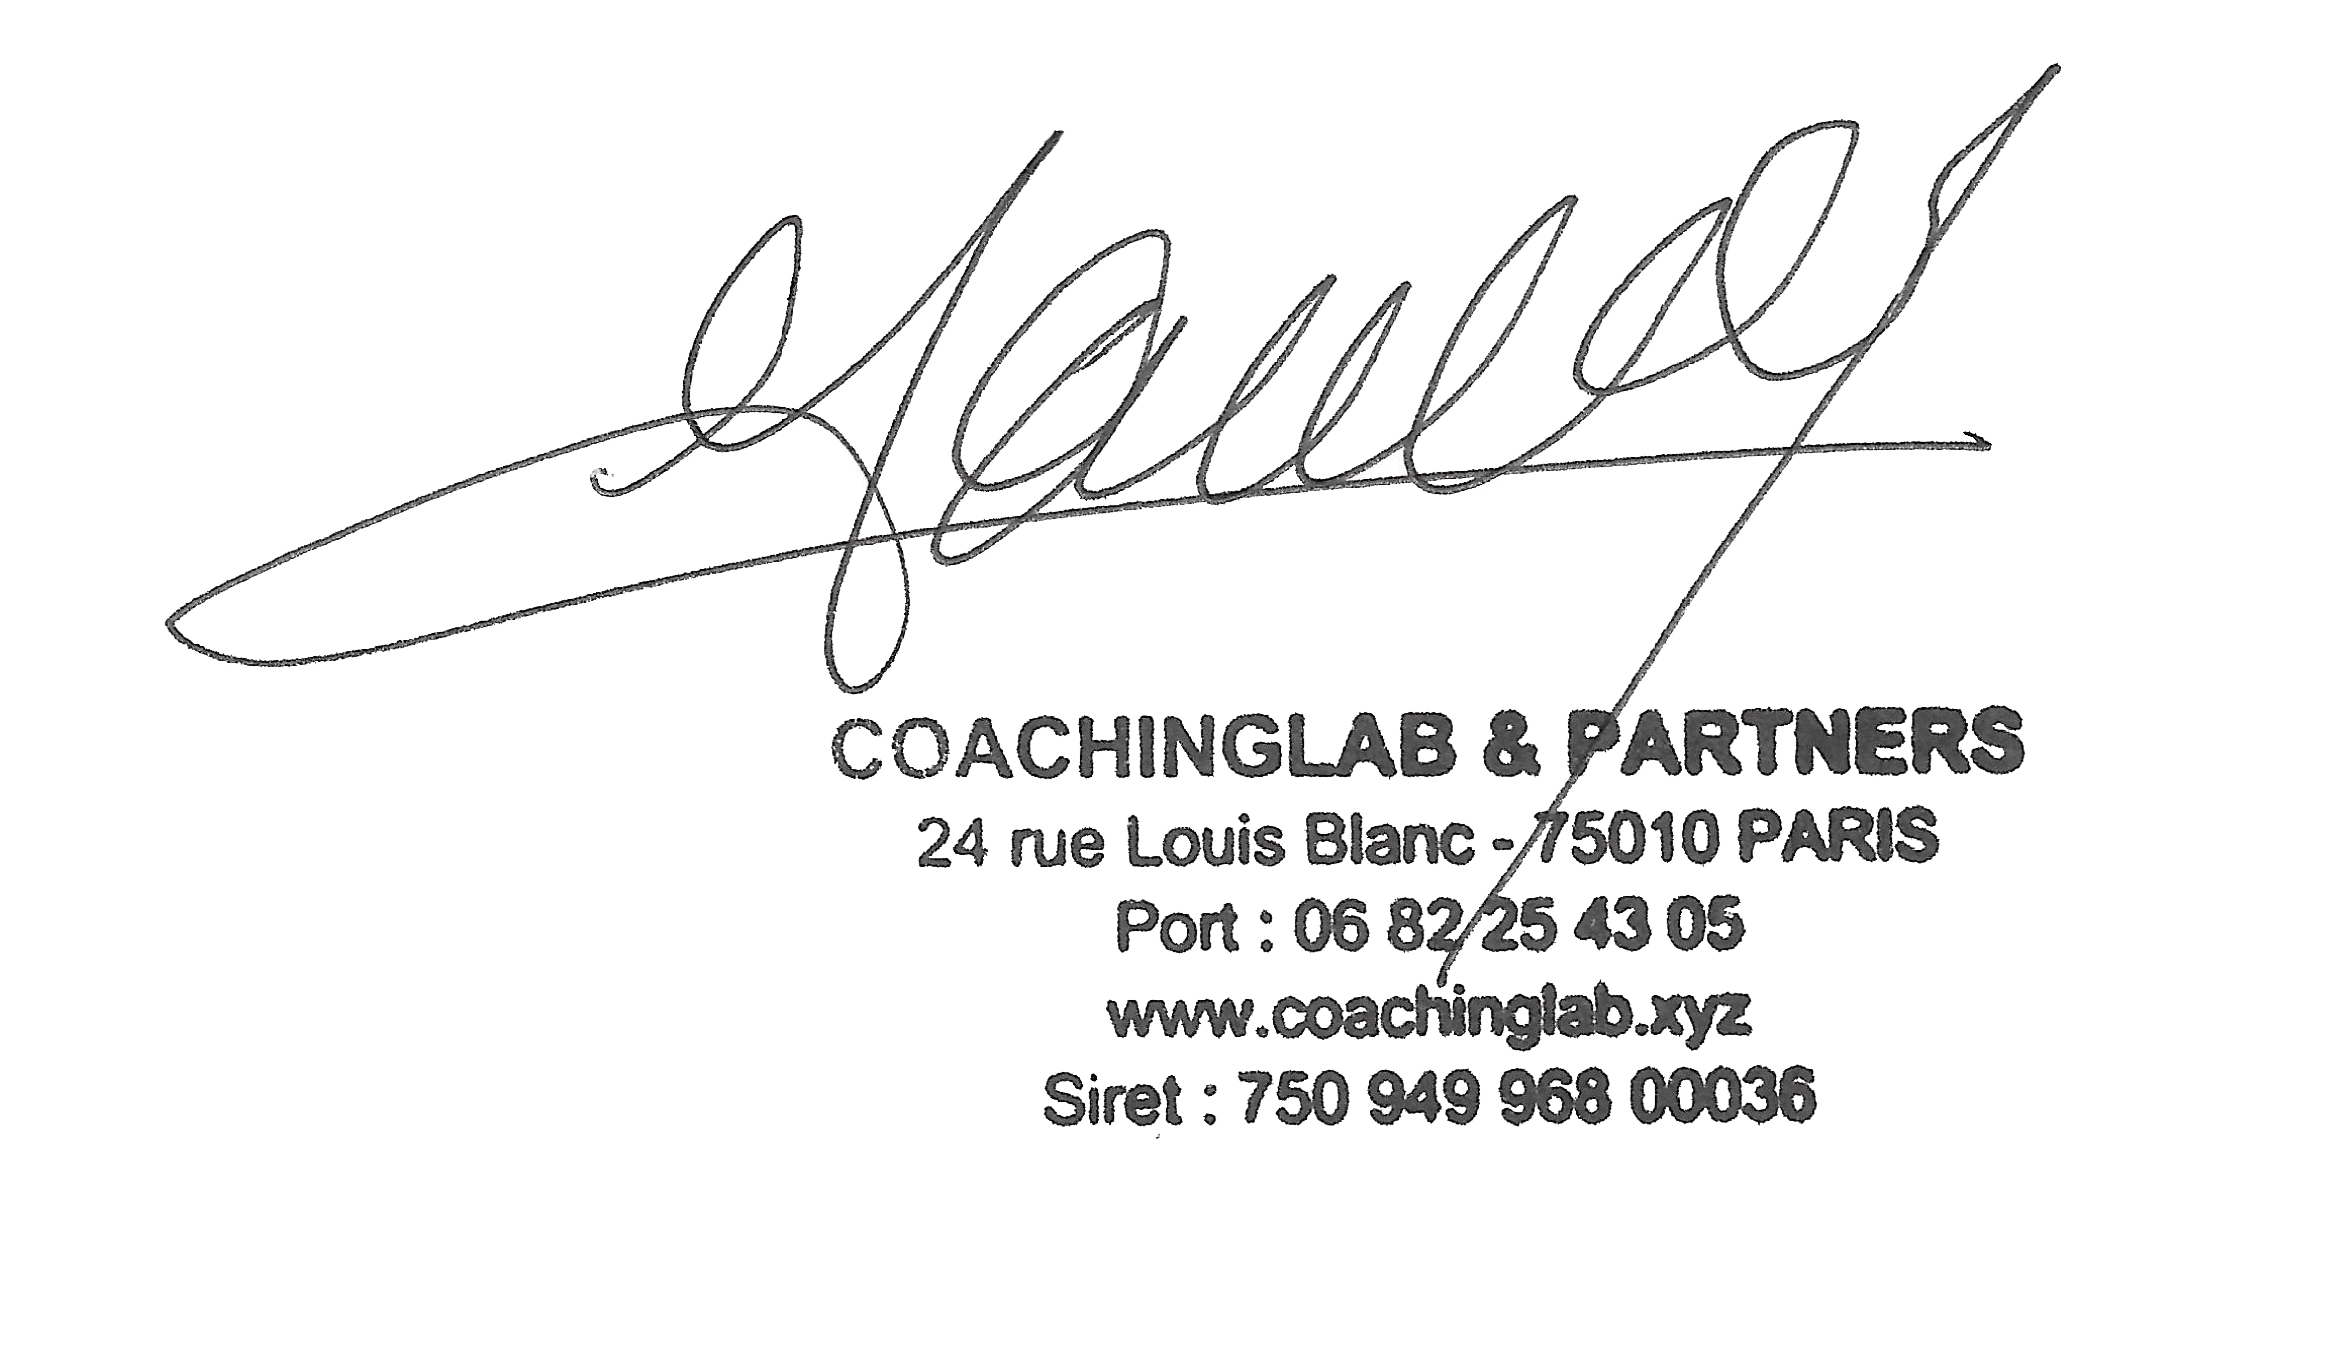 COACHINGLAB & PARTNERS
24 rue Louis Blanc - 75010 PARIS
Port : 06 82 25 43 05
www.coachinglab.xyz
Siret : 750 949 968 00036